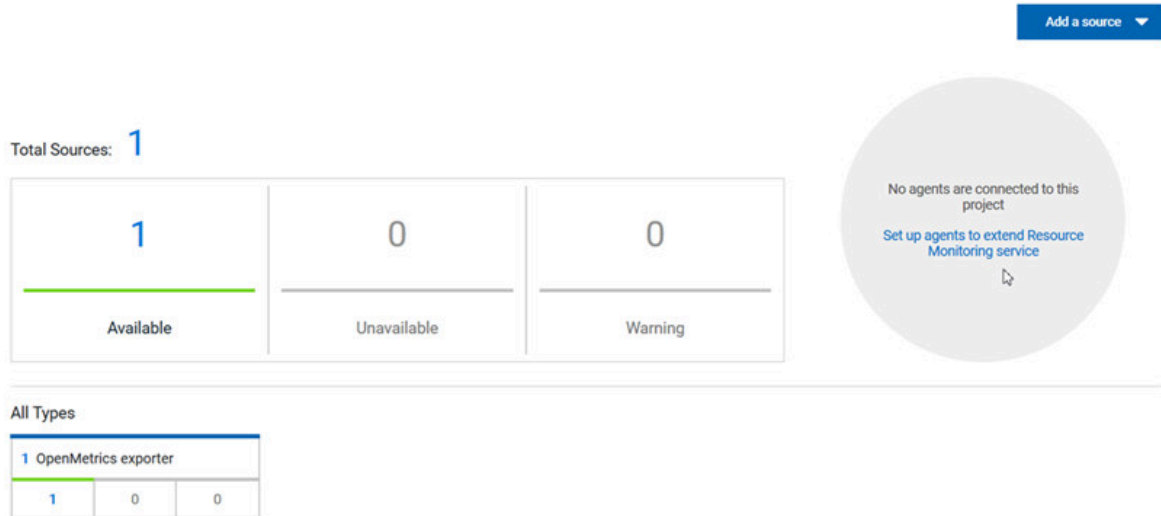 Add a source
Total Sources: 1
1
0
0
Available
Unavailable
Warning
No agents are connected to this
project
Set up agents to extend Resource
Monitoring service
All Types
1 OpenMetrics exporter
1
0
0